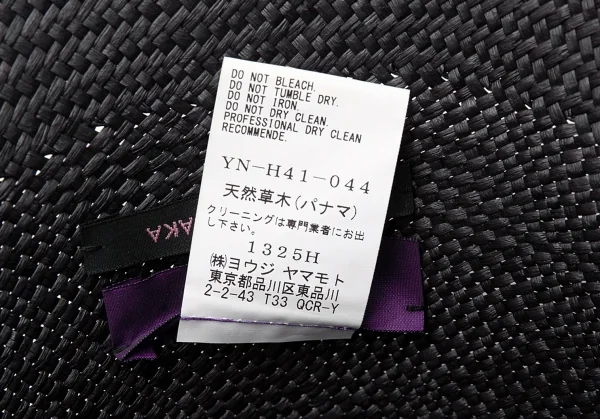 DO NOT BLEACH.
DO NOT TUMBLE DRY.
DO NOT IRON.
DO NOT DRY CLEAN.
PROFESSIONAL DRY CLEAN
RECOMMENDE.
YN-H41-044
天然草木(パナマ)
クリーニングは専門業者にお出
し下さい。
1325H
㈱ヨウジ ヤマモト
東京都品川区東品川
2-2-43 T33 QCR-Y
AKA